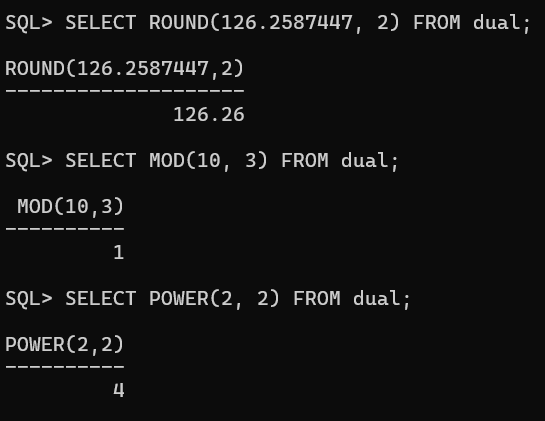 SQL> SELECT ROUND(126.2587447, 2) FROM dual;
ROUND(126.2587447,2)
--------------------
126.26
SQL> SELECT MOD(10, 3) FROM dual;
MOD(10,3)
----------
1
SQL> SELECT POWER(2, 2) FROM dual;
POWER(2,2)
----------
4